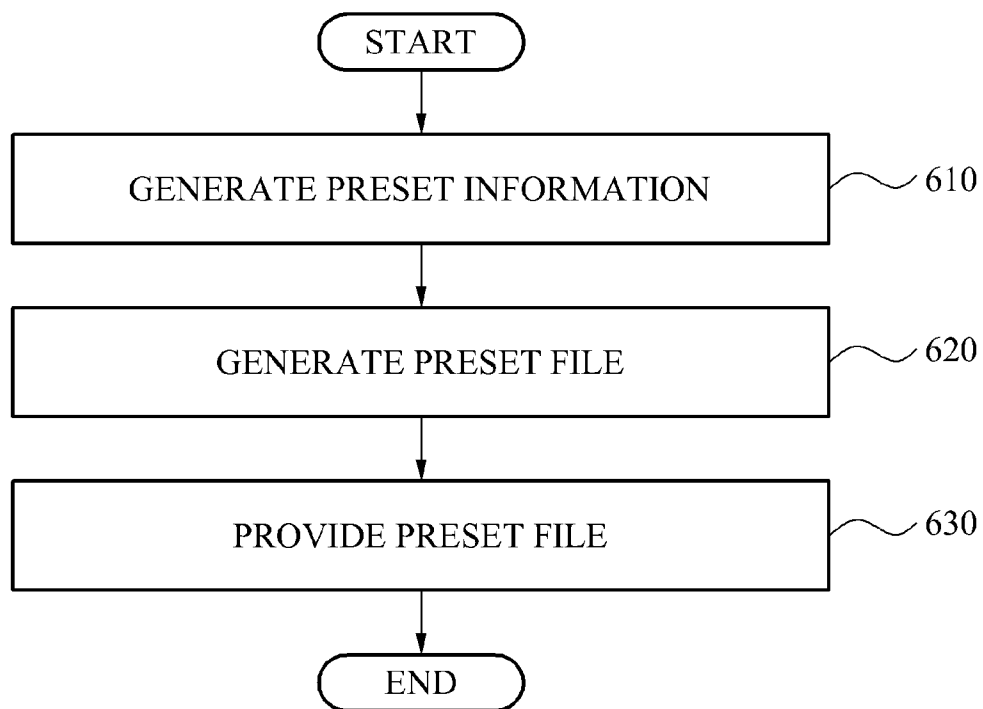 START
GENERATE PRESET INFORMATION
610
GENERATE PRESET FILE
620
PROVIDE PRESET FILE
630
END